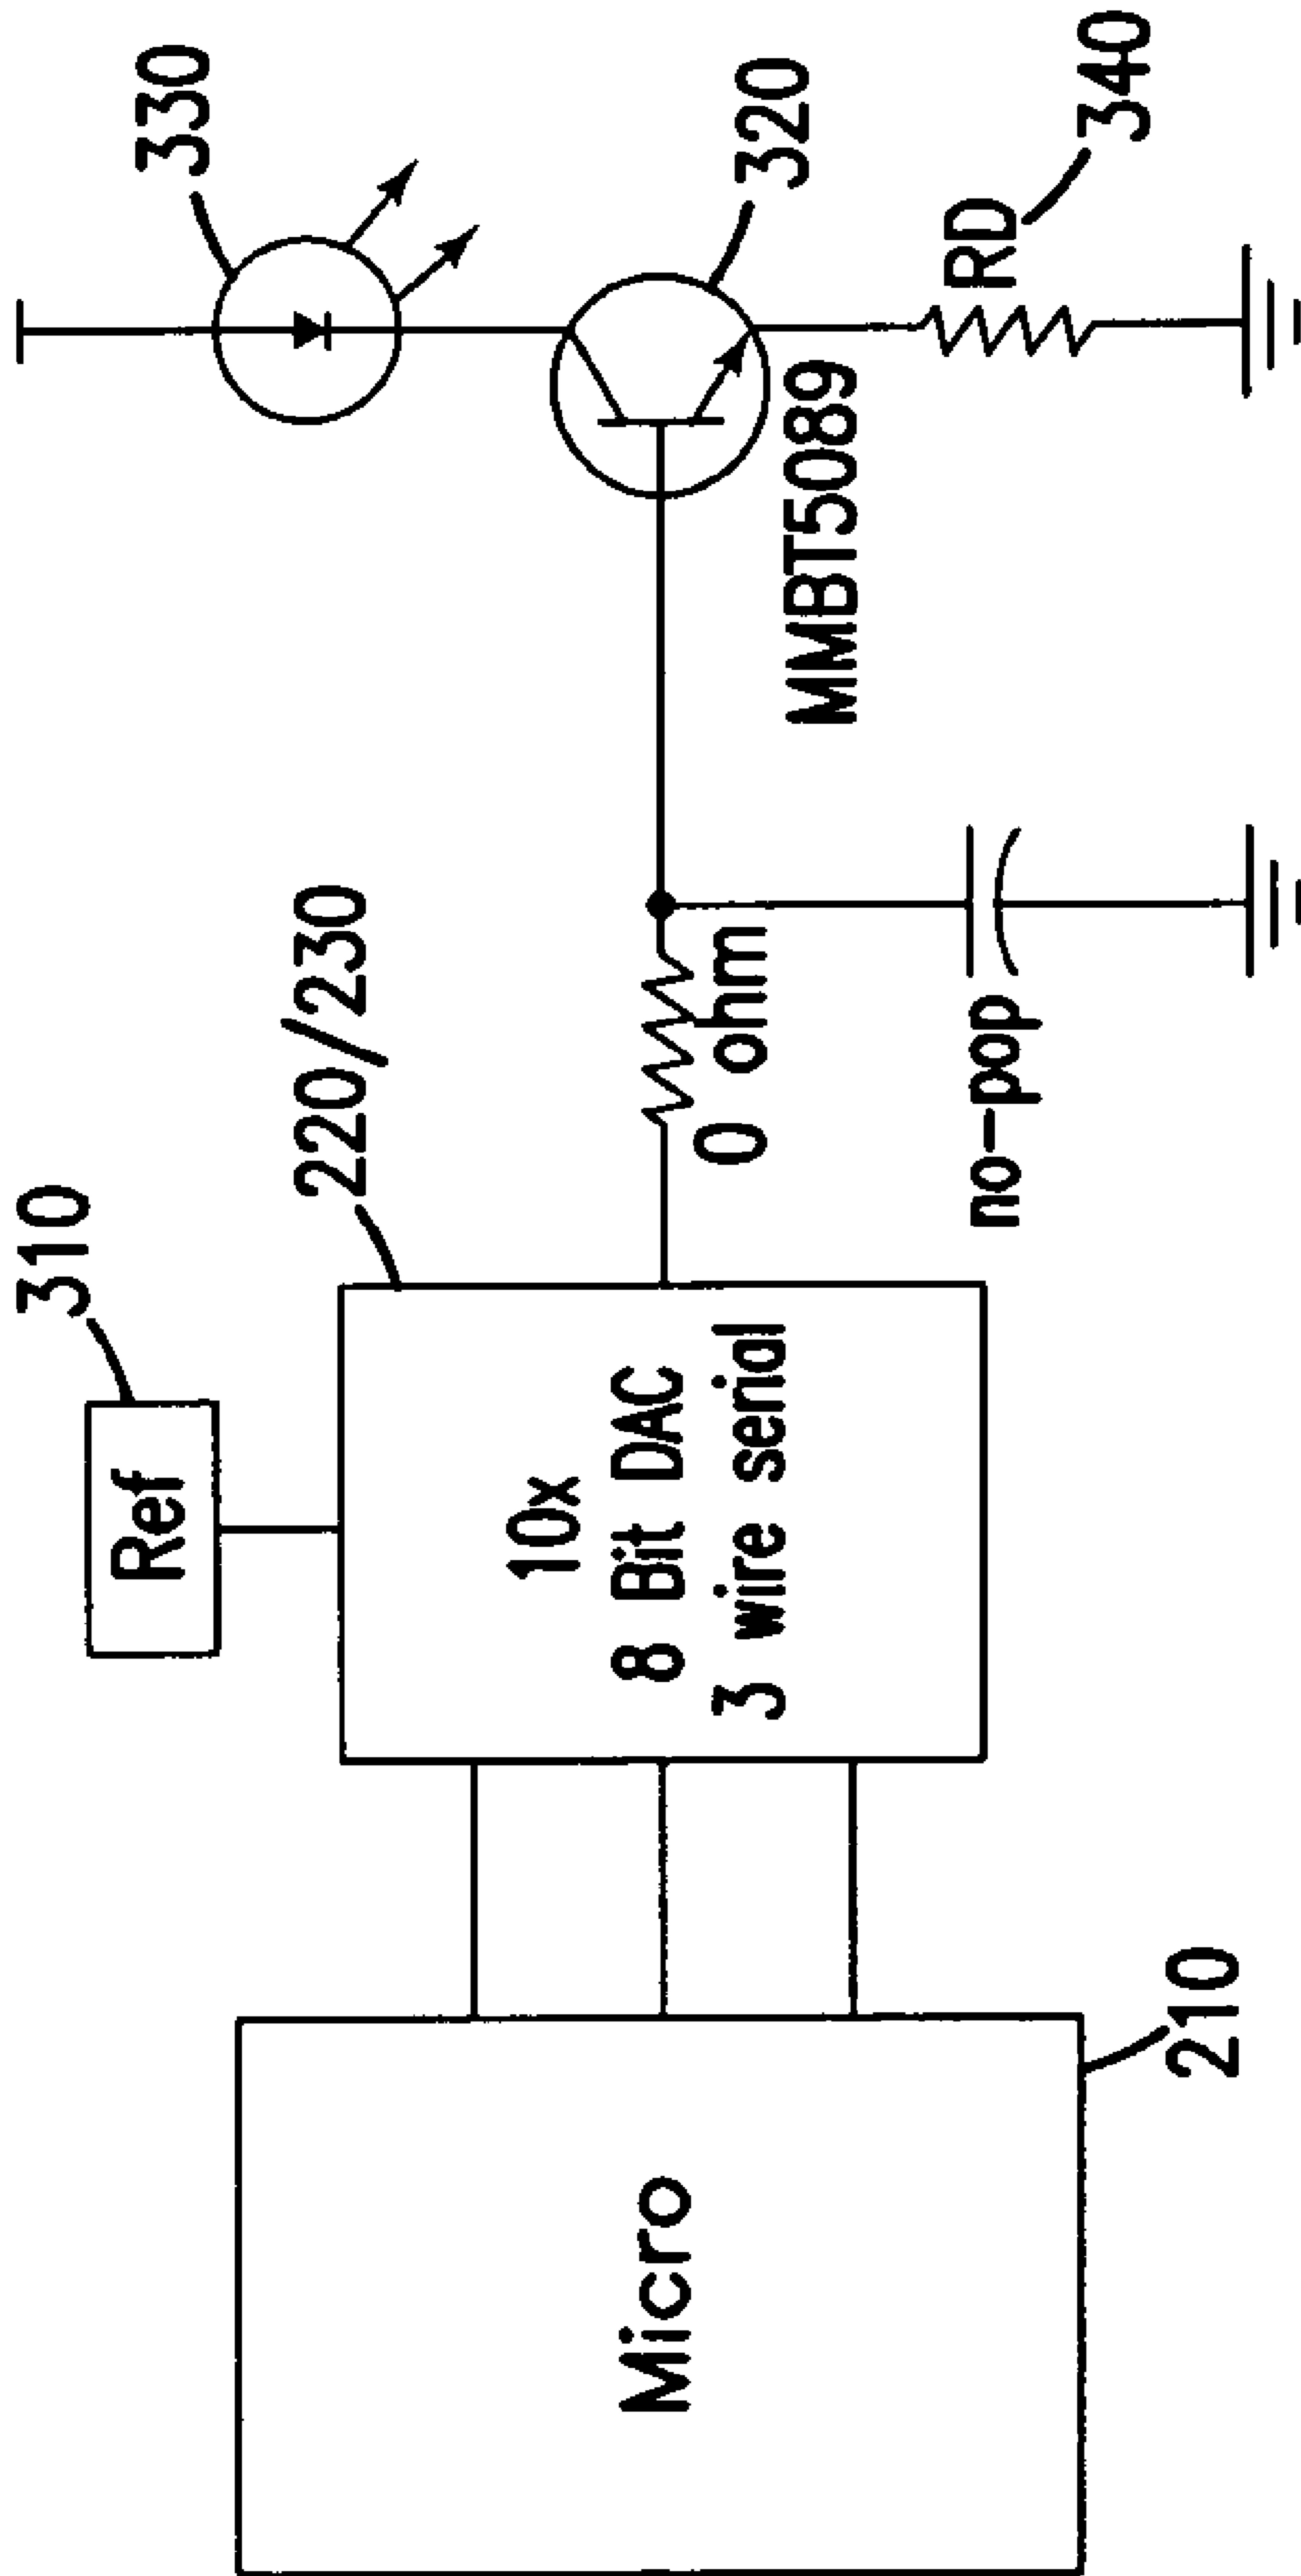 310
Ref
220/230
10x
8 Bit DAC
3 wire serial
Micro
210
0 ohm
no-pop
330
320
MMBT5089
RD
340